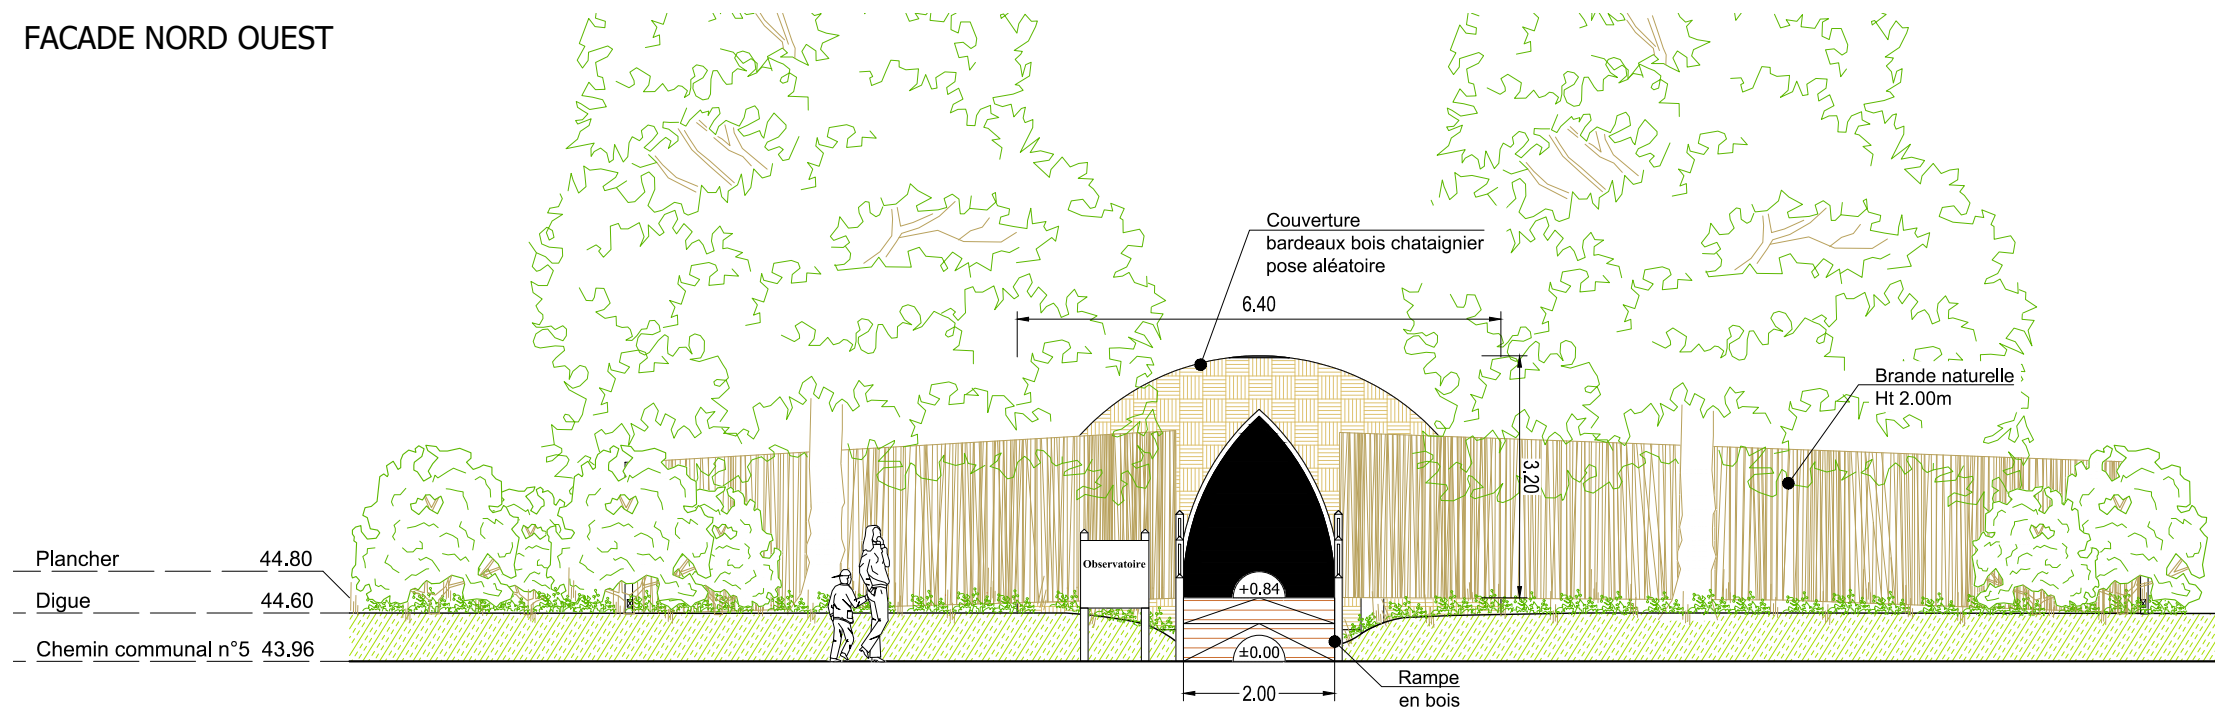 FACADE NORD OUEST
Couverture
bardeaux bois chataignier
pose aléatoire
6.40
Brande naturelle
Ht 2.00m
3.20
Plancher 44.80
Digue 44.60
Chemin communal n°5 43.96
Observatoire
+0.84
±0.00
2.00
Rampe
en bois